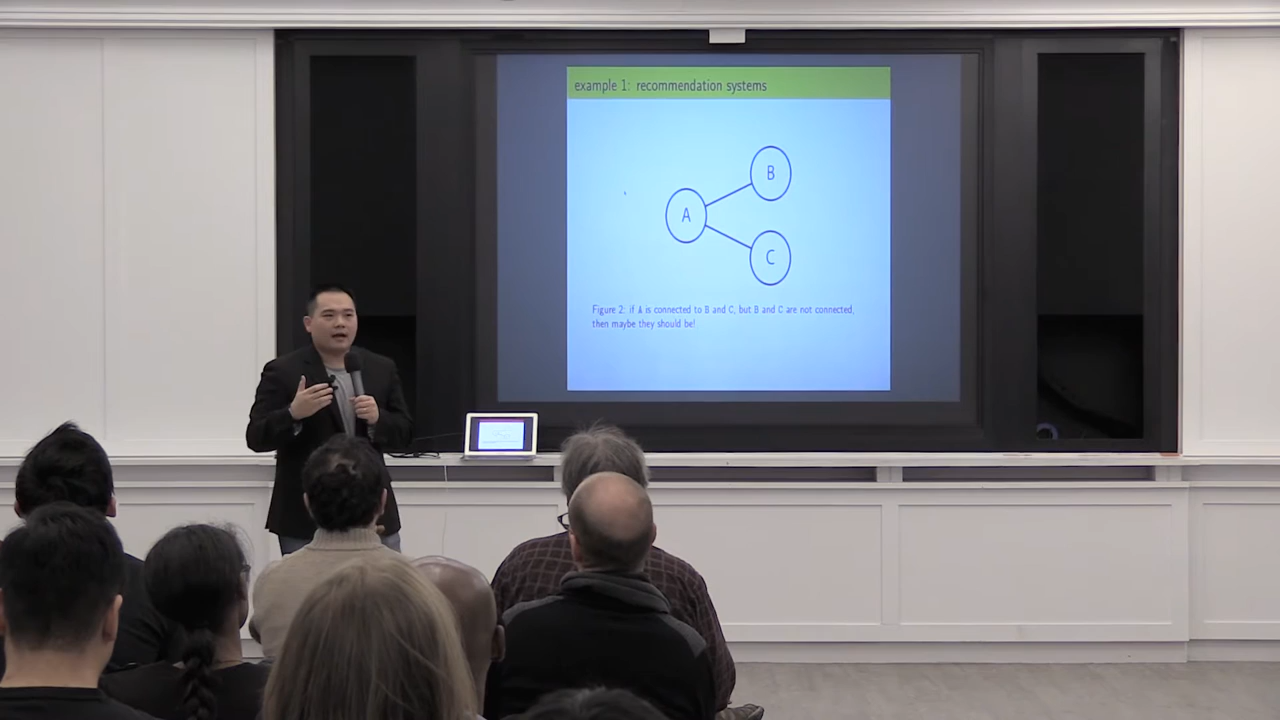 example 1: recommendation systems
B
A
C
Figure 2: if A is connected to B and C, but B and C are not connected,
then maybe they should be!